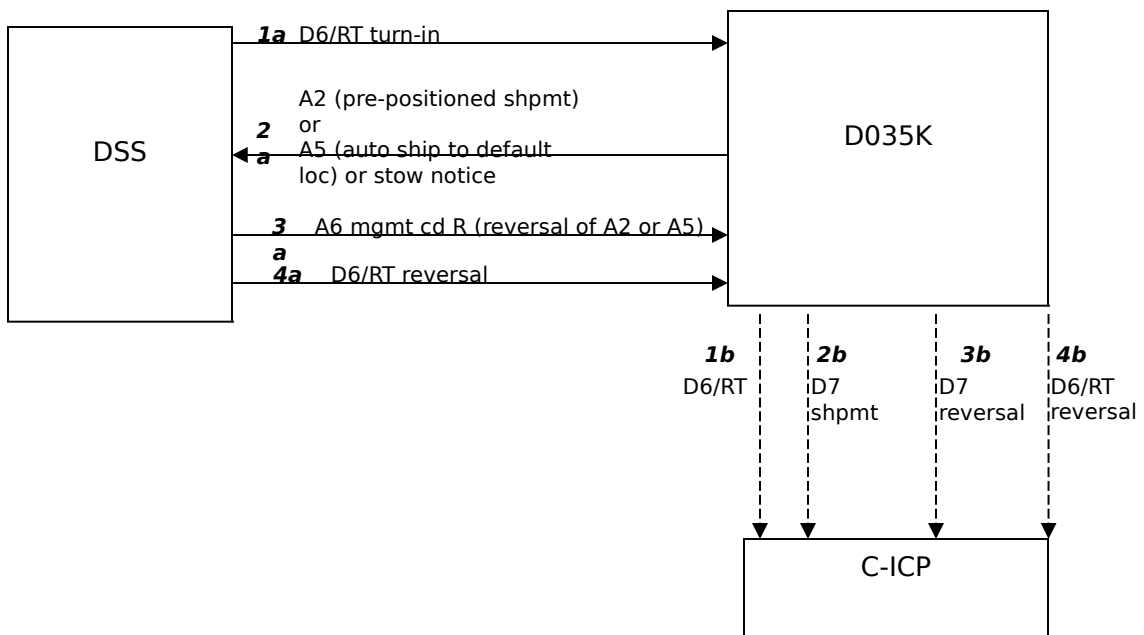 1a D6/RT turn-in
DSS
2
a
A2 (pre-positioned shpmt)
or
A5 (auto ship to default
loc) or stow notice
D035K
3
a
A6 mgmt cd R (reversal of A2 or A5)
4a D6/RT reversal
1b
D6/RT
2b
D7
shpmt
3b
D7
reversal
4b
D6/RT
reversal
C-ICP